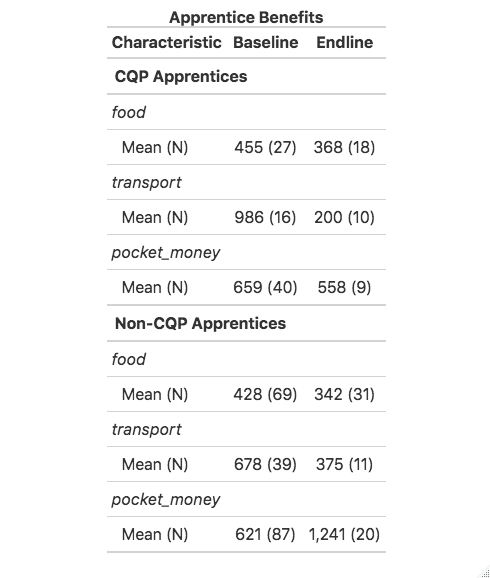 Apprentice Benefits
Characteristic Baseline Endline
CQP Apprentices
food
Mean (N) 455 (27) 368 (18)
transport
Mean (N) 986 (16) 200 (10)
pocket_money
Mean (N) 659 (40) 558 (9)
Non-CQP Apprentices
food
Mean (N) 428 (69) 342 (31)
transport
Mean (N) 678 (39) 375 (11)
pocket_money
Mean (N) 621 (87) 1,241 (20)